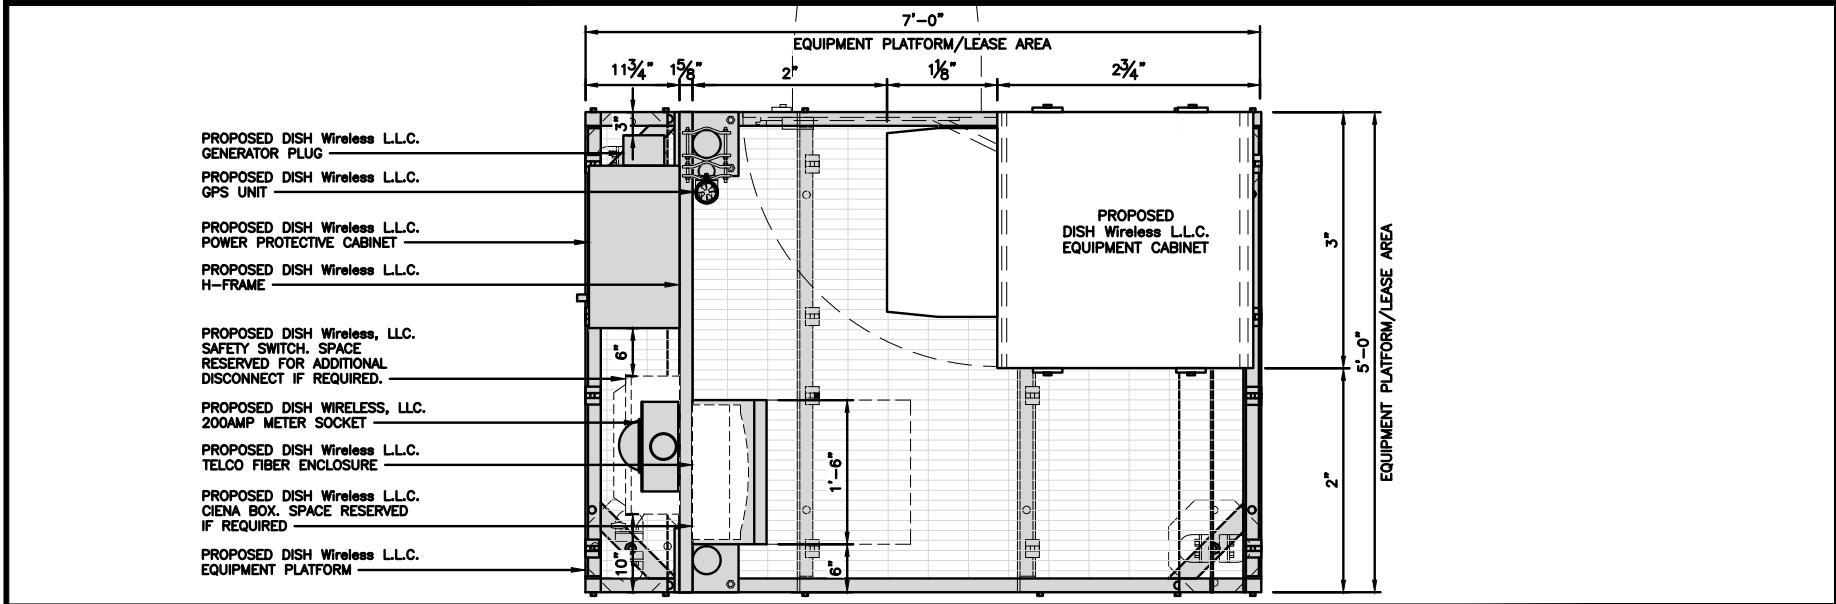 7'-0"
EQUIPMENT PLATFORM/LEASE AREA
11¾" 1⅝" 2" 1⅛" 2¾"
3"
PROPOSED DISH Wireless L.L.C.
GENERATOR PLUG
PROPOSED DISH Wireless L.L.C.
GPS UNIT
PROPOSED DISH Wireless L.L.C.
POWER PROTECTIVE CABINET
PROPOSED DISH Wireless L.L.C.
H-FRAME
PROPOSED DISH Wireless, LLC.
SAFETY SWITCH. SPACE
RESERVED FOR ADDITIONAL
DISCONNECT IF REQUIRED.
PROPOSED DISH WIRELESS, LLC.
200AMP METER SOCKET
PROPOSED DISH Wireless L.L.C.
TELCO FIBER ENCLOSURE
PROPOSED DISH Wireless L.L.C.
CIENA BOX. SPACE RESERVED
IF REQUIRED
PROPOSED DISH Wireless L.L.C.
EQUIPMENT PLATFORM
6"
10"
1'-6"
6"
PROPOSED
DISH Wireless L.L.C.
EQUIPMENT CABINET
3"
2"
5'-0"
EQUIPMENT PLATFORM/LEASE AREA